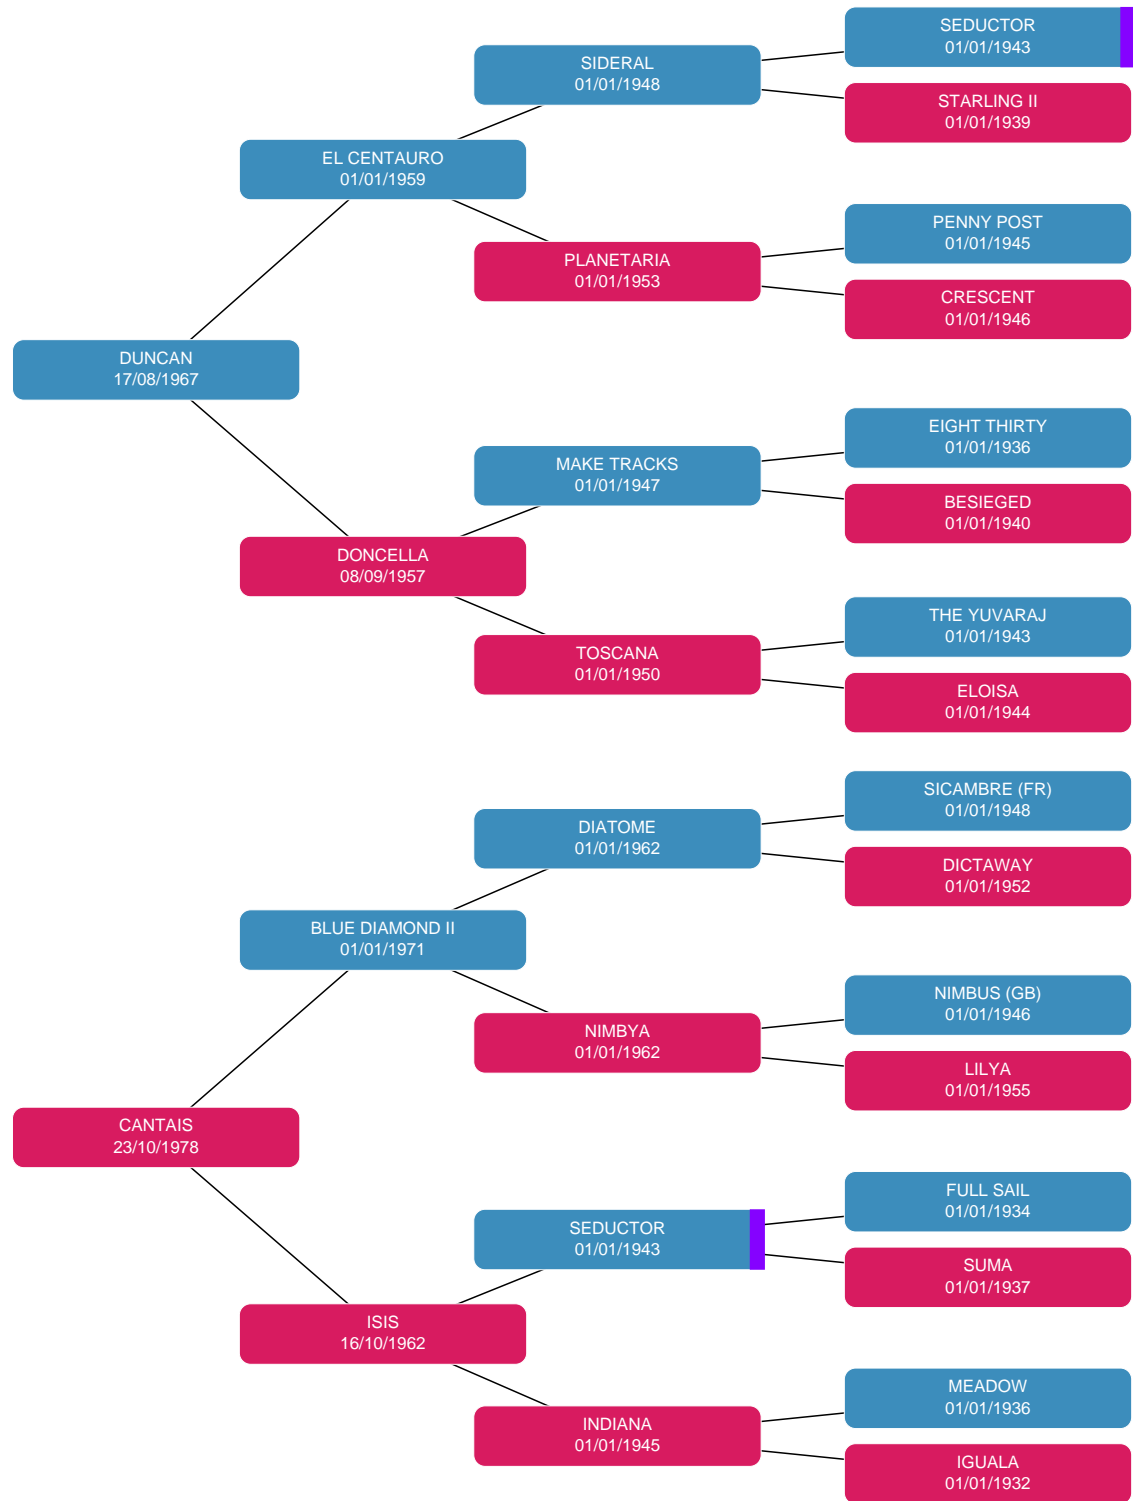 SEDUCTOR
01/01/1943
SIDERAL
01/01/1948
STARLING II
01/01/1939
EL CENTAURO
01/01/1959
PENNY POST
01/01/1945
PLANETARIA
01/01/1953
CRESCENT
01/01/1946
DUNCAN
17/08/1967
EIGHT THIRTY
01/01/1936
MAKE TRACKS
01/01/1947
BESIEGED
01/01/1940
DONCELLA
08/09/1957
THE YUVARAJ
01/01/1943
TOSCANA
01/01/1950
ELOISA
01/01/1944
SICAMBRE (FR)
01/01/1948
DIATOME
01/01/1962
DICTAWAY
01/01/1952
BLUE DIAMOND II
01/01/1971
NIMBUS (GB)
01/01/1946
NIMBYA
01/01/1962
LILYA
01/01/1955
CANTAIS
23/10/1978
FULL SAIL
01/01/1934
SEDUCTOR
01/01/1943
SUMA
01/01/1937
ISIS
16/10/1962
MEADOW
01/01/1936
INDIANA
01/01/1945
IGUALA
01/01/1932